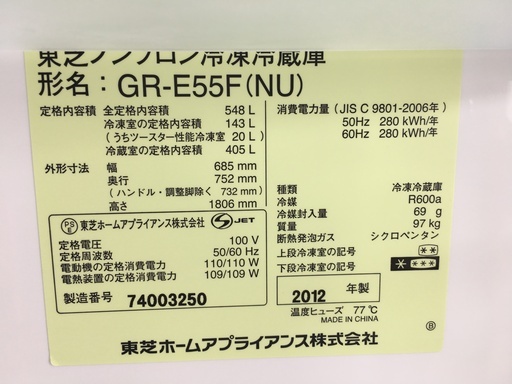 東芝ノンフロン冷凍冷蔵庫
形名：GR-E55F(NU)
定格内容積 全定格内容積 548 L
冷凍室の定格内容積 143 L
(うちツースター性能冷凍室 20 L)
冷蔵室の定格内容積 405 L
外形寸法 幅 685 mm
奥行 752 mm
(ハンドル・調整脚除く 732 mm)
高さ 1806 mm
消費電力量 (JIS C 9801-2006年)
50Hz 280 kWh/年
60Hz 280 kWh/年
種類 冷凍冷蔵庫
冷媒 R600a
冷媒封入量 69 g
質量 97 kg
断熱発泡ガス シクロペンタン
上段冷凍室の記号 **
下段冷凍室の記号 * ***
PSE 東芝ホームアプライアンス株式会社 JET
定格電圧 100 V
定格周波数 50/60 Hz
電動機の定格消費電力 110/110 W
電熱装置の定格消費電力 109/109 W
製造番号 74003250
2012 年製
温度ヒューズ 77℃
MADE IN CHINA
東芝ホームアプライアンス株式会社
Ⓑ